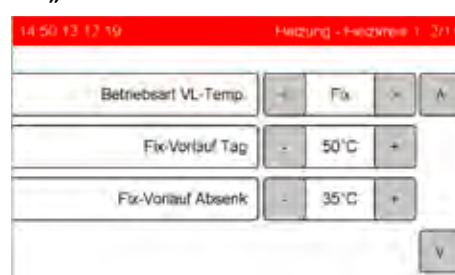 14:50 13.12.19 Heizung - Heizkreis 1 2/1
Betriebsart VL-Temp. < Fix > ʌ
Fix-Vorlauf Tag - 50°C +
Fix-Vorlauf Absenk - 35°C +
v